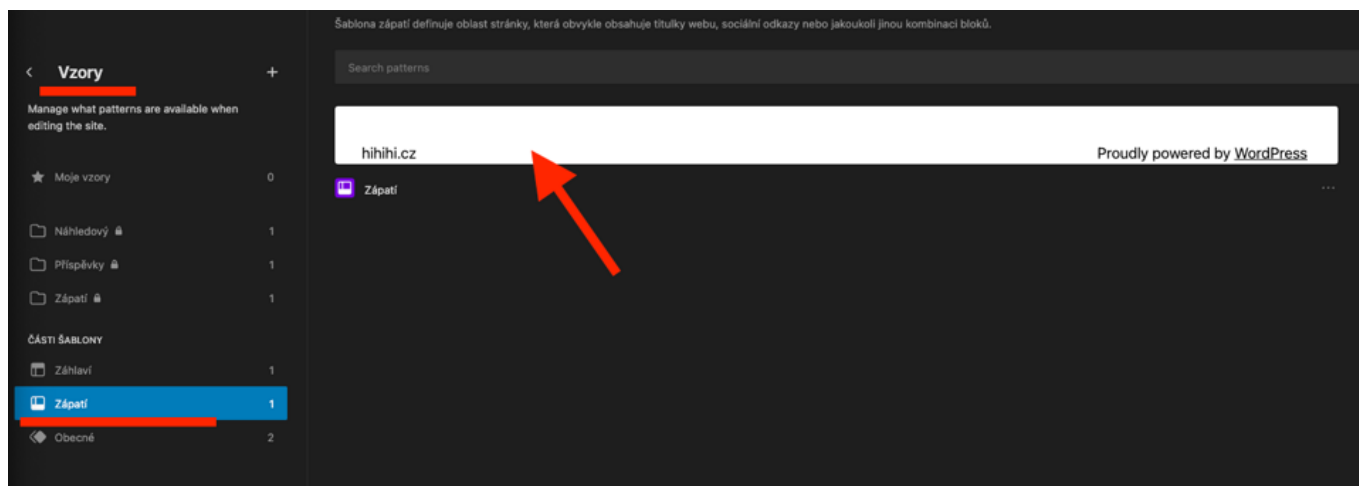 Šablona zápatí definuje oblast stránky, která obvykle obsahuje titulky webu, sociální odkazy nebo jakoukoli jinou kombinaci bloků.
Vzory
Manage what patterns are available when
editing the site.
Moje vzory 0
Náhledový 1
Příspěvky 1
Zápatí 1
ČÁSTI ŠABLONY
Záhlaví 1
Zápatí 1
Obecné 2
Search patterns
hihihi.cz Proudly powered by WordPress
Zápatí